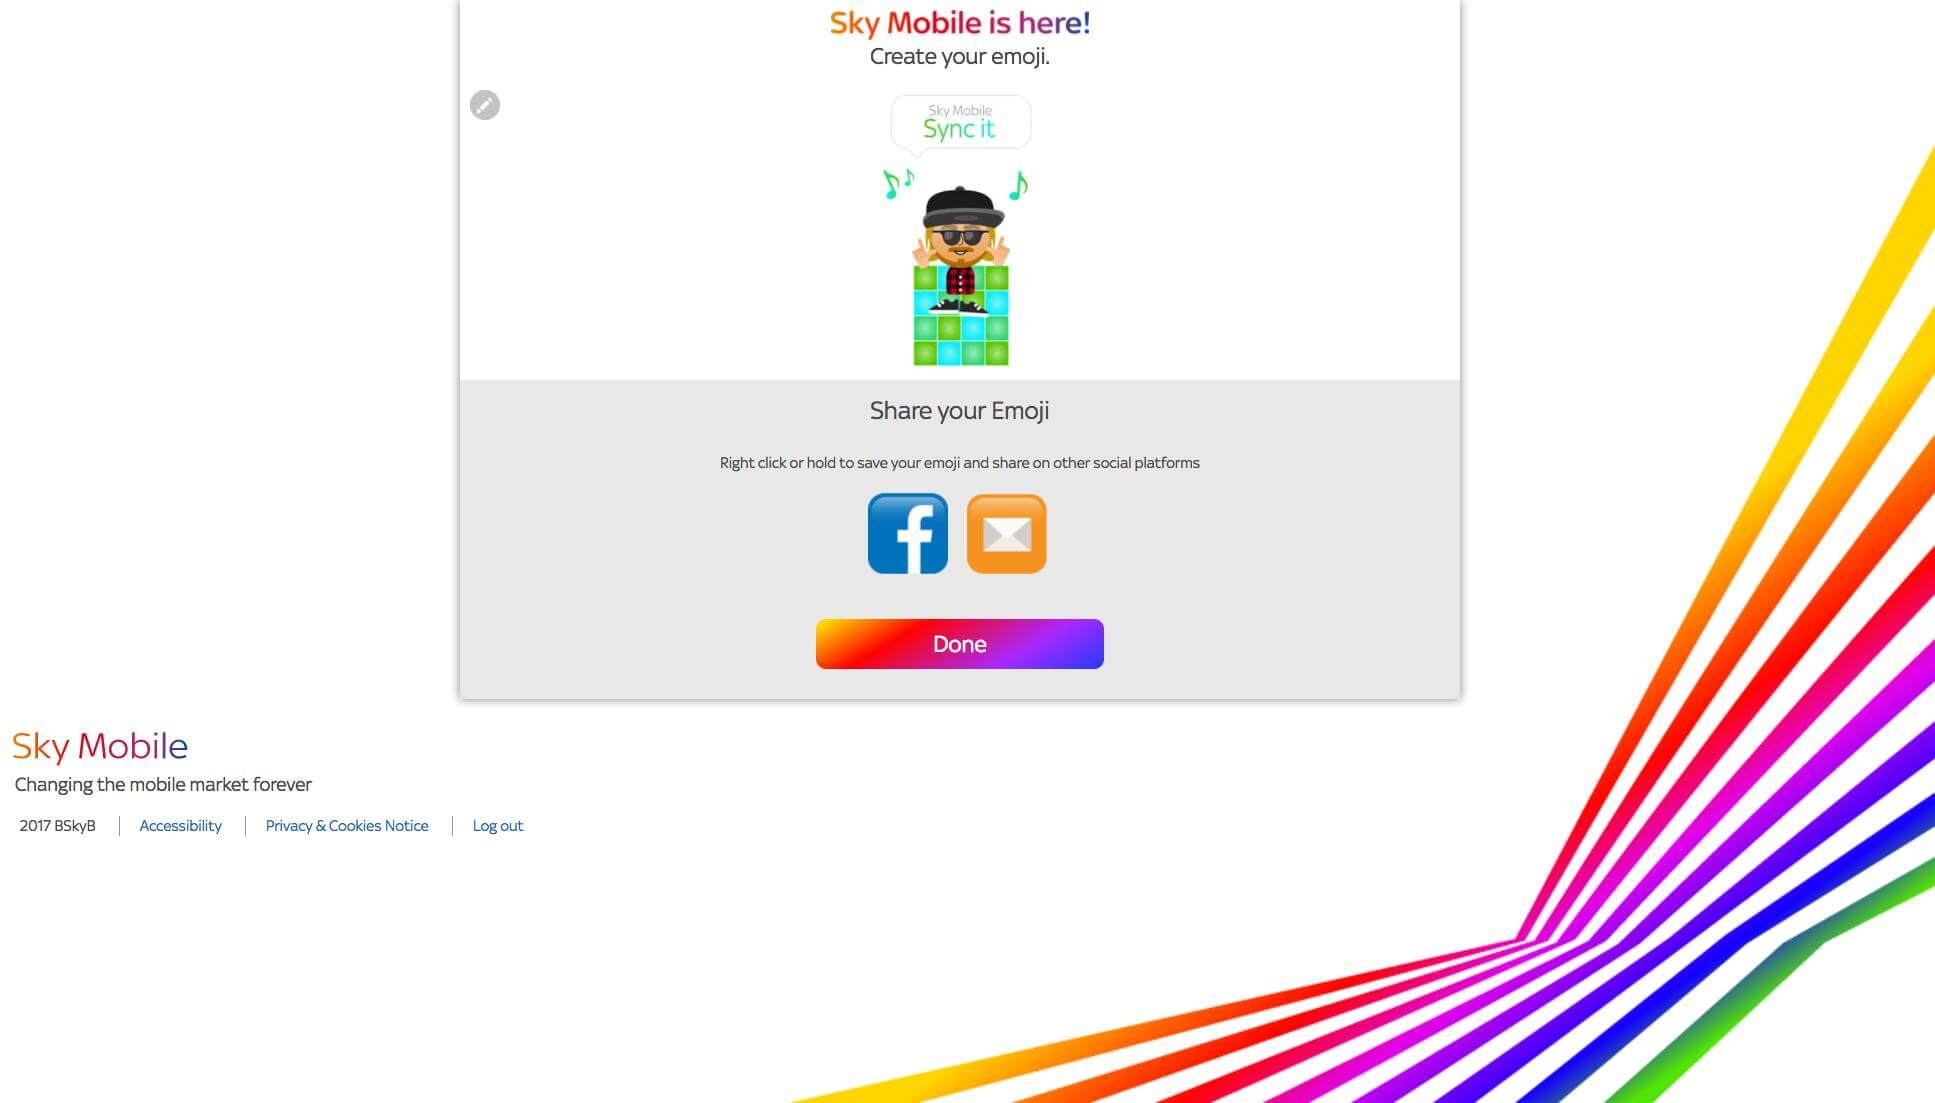 Sky Mobile is here!
Create your emoji.
Sky Mobile
Sync it
Share your Emoji
Right click or hold to save your emoji and share on other social platforms
f
Done
Sky Mobile
Changing the mobile market forever
2017 BSkyB Accessibility Privacy & Cookies Notice Log out